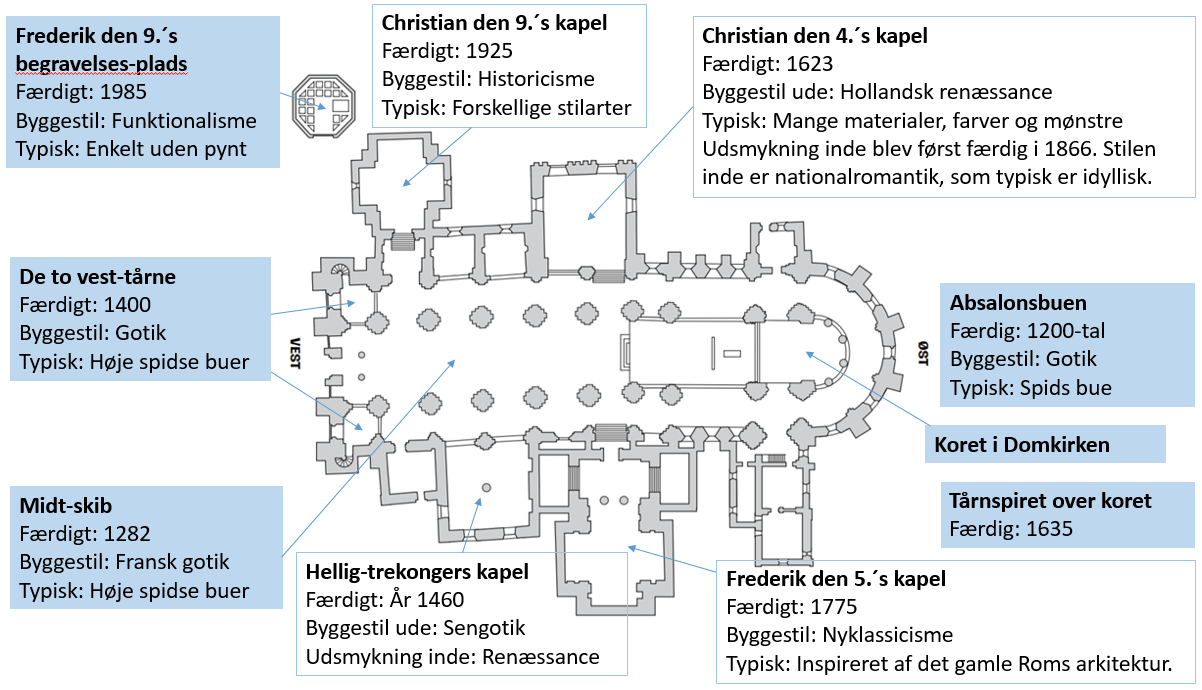 Frederik den 9.´s
begravelses-plads
Færdigt: 1985
Byggestil: Funktionalisme
Typisk: Enkelt uden pynt
Christian den 9.´s kapel
Færdigt: 1925
Byggestil: Historicisme
Typisk: Forskellige stilarter
Christian den 4.´s kapel
Færdigt: 1623
Byggestil ude: Hollandsk renæssance
Typisk: Mange materialer, farver og mønstre
Udsmykning inde blev først færdig i 1866. Stilen
inde er nationalromantik, som typisk er idyllisk.
De to vest-tårne
Færdigt: 1400
Byggestil: Gotik
Typisk: Høje spidse buer
VEST
ØST
Absalonsbuen
Færdig: 1200-tal
Byggestil: Gotik
Typisk: Spids bue
Koret i Domkirken
Midt-skib
Færdigt: 1282
Byggestil: Fransk gotik
Typisk: Høje spidse buer
Tårnspiret over koret
Færdig: 1635
Hellig-trekongers kapel
Færdigt: År 1460
Byggestil ude: Sengotik
Udsmykning inde: Renæssance
Frederik den 5.´s kapel
Færdigt: 1775
Byggestil: Nyklassicisme
Typisk: Inspireret af det gamle Roms arkitektur.